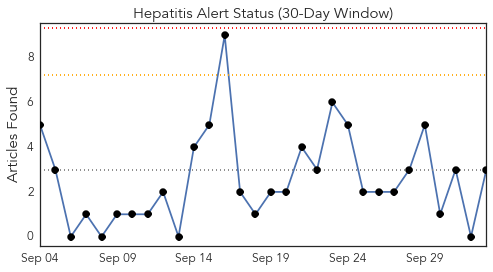 Hepatitis Alert Status (30-Day Window)
Articles Found
8
6
4
2
0
Sep 04 Sep 09 Sep 14 Sep 19 Sep 24 Sep 29